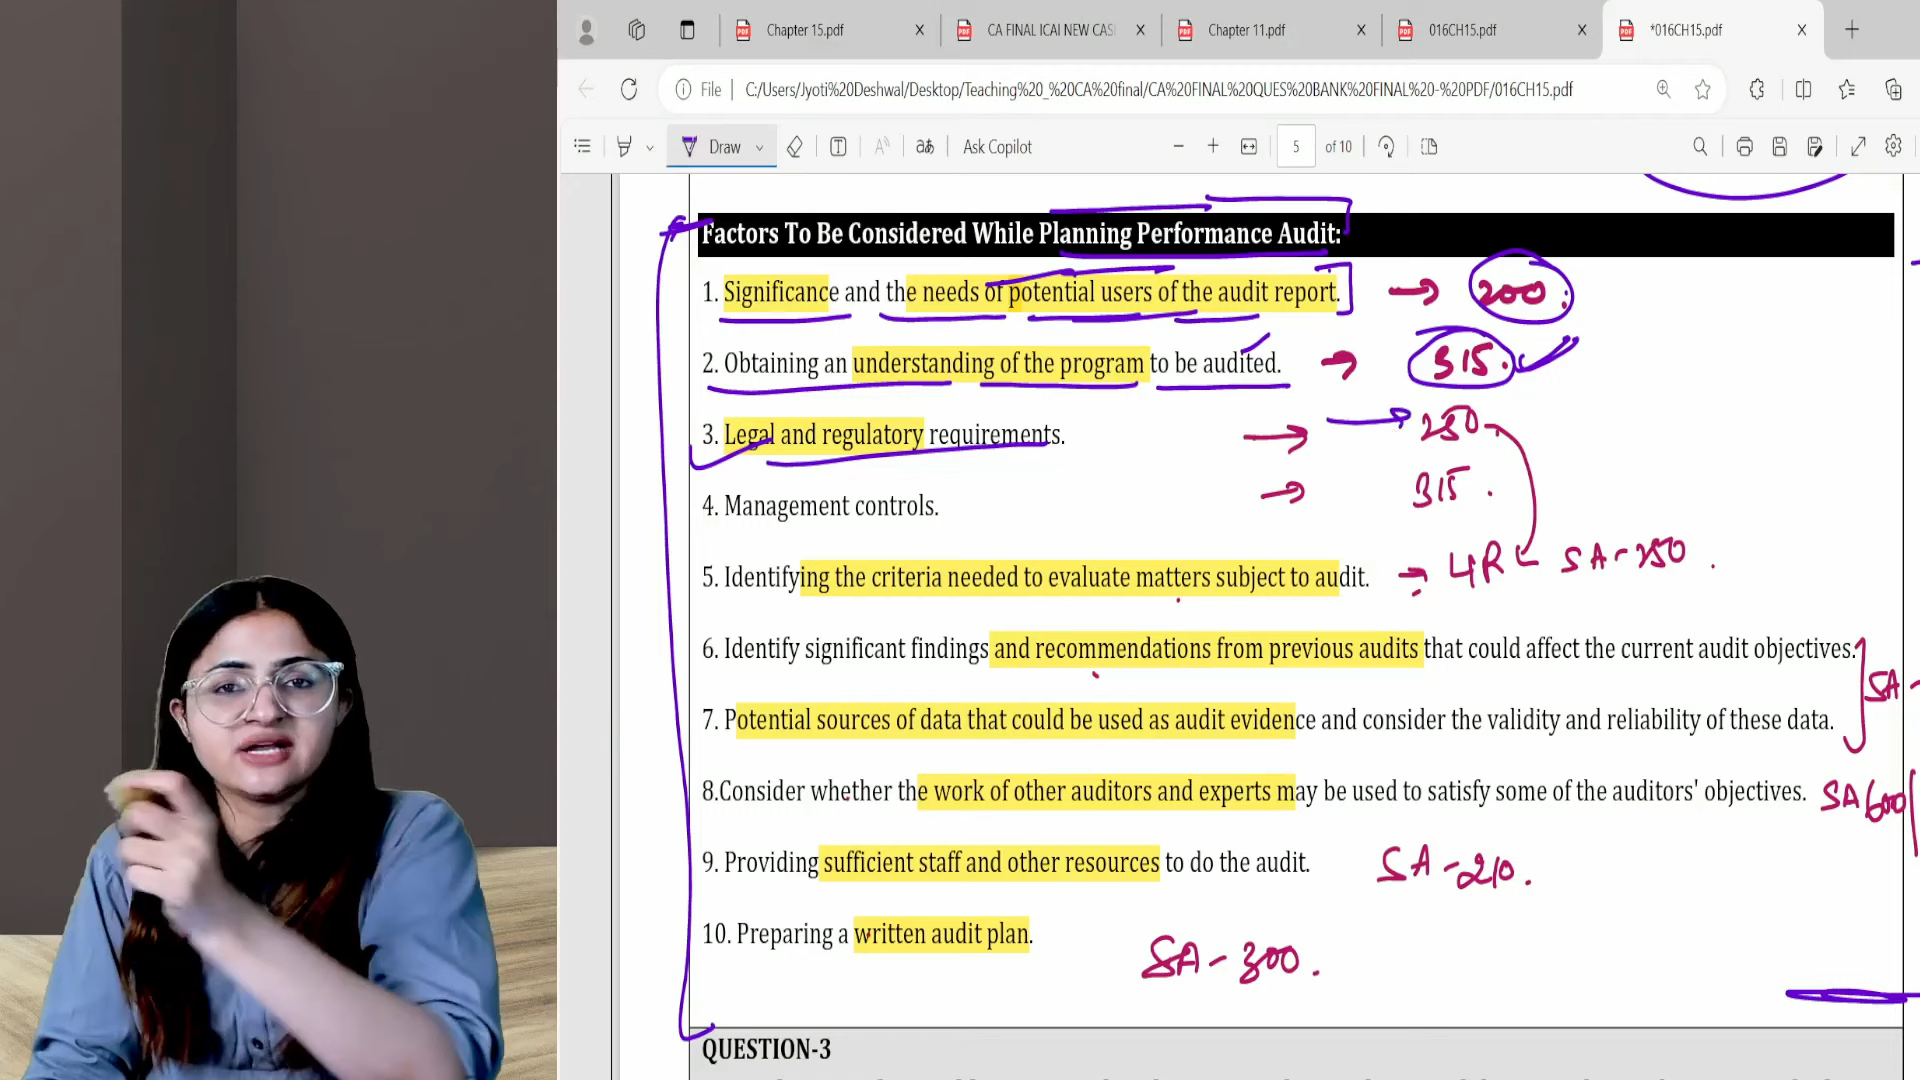 Chapter 15.pdf
CA FINAL ICAI NEW CAS
Chapter 11.pdf
016CH15.pdf
*016CH15.pdf
File C:/Users/Jyoti%20Deshwal/Desktop/Teaching%20_%20CA%20final/CA%20FINAL%20QUES%20BANK%20FINAL%20-%20PDF/016CH15.pdf
Draw
Ask Copilot
5 of 10
Factors To Be Considered While Planning Performance Audit:
1. Significance and the needs of potential users of the audit report. → 200.
2. Obtaining an understanding of the program to be audited. → 315.
3. Legal and regulatory requirements. → 250
4. Management controls. → 315.
5. Identifying the criteria needed to evaluate matters subject to audit. → 4R SA-250.
6. Identify significant findings and recommendations from previous audits that could affect the current audit objectives.
SA-
7. Potential sources of data that could be used as audit evidence and consider the validity and reliability of these data.
8.Consider whether the work of other auditors and experts may be used to satisfy some of the auditors' objectives. SA 600
9. Providing sufficient staff and other resources to do the audit. SA-210.
10. Preparing a written audit plan. SA-300.
QUESTION-3